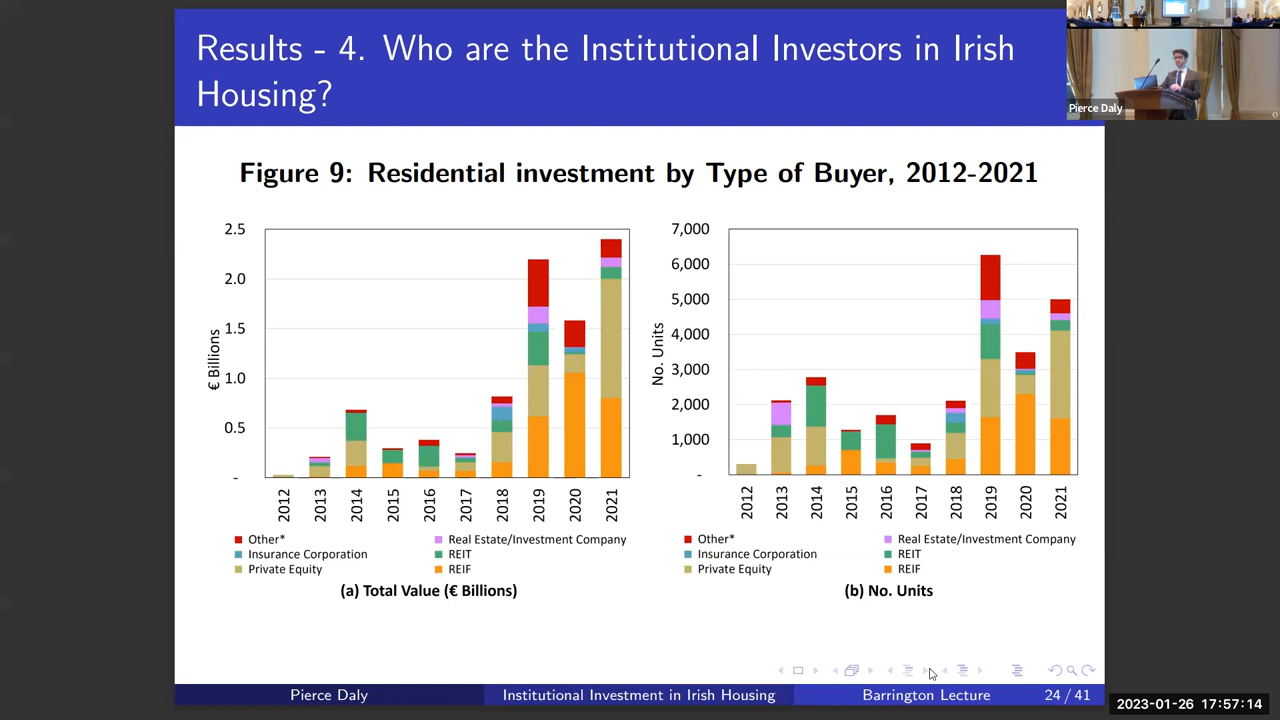 Results - 4. Who are the Institutional Investors in Irish
Housing?
Pierce Daly
Figure 9: Residential investment by Type of Buyer, 2012-2021
2.5
2.0
1.5
1.0
0.5
-
€ Billions
2012 2013 2014 2015 2016 2017 2018 2019 2020 2021
Other* Real Estate/Investment Company
Insurance Corporation REIT
Private Equity REIF
(a) Total Value (€ Billions)
7,000
6,000
5,000
4,000
3,000
2,000
1,000
-
No. Units
2012 2013 2014 2015 2016 2017 2018 2019 2020 2021
Other* Real Estate/Investment Company
Insurance Corporation REIT
Private Equity REIF
(b) No. Units
Pierce Daly Institutional Investment in Irish Housing Barrington Lecture 24 / 41
2023-01-26 17:57:14